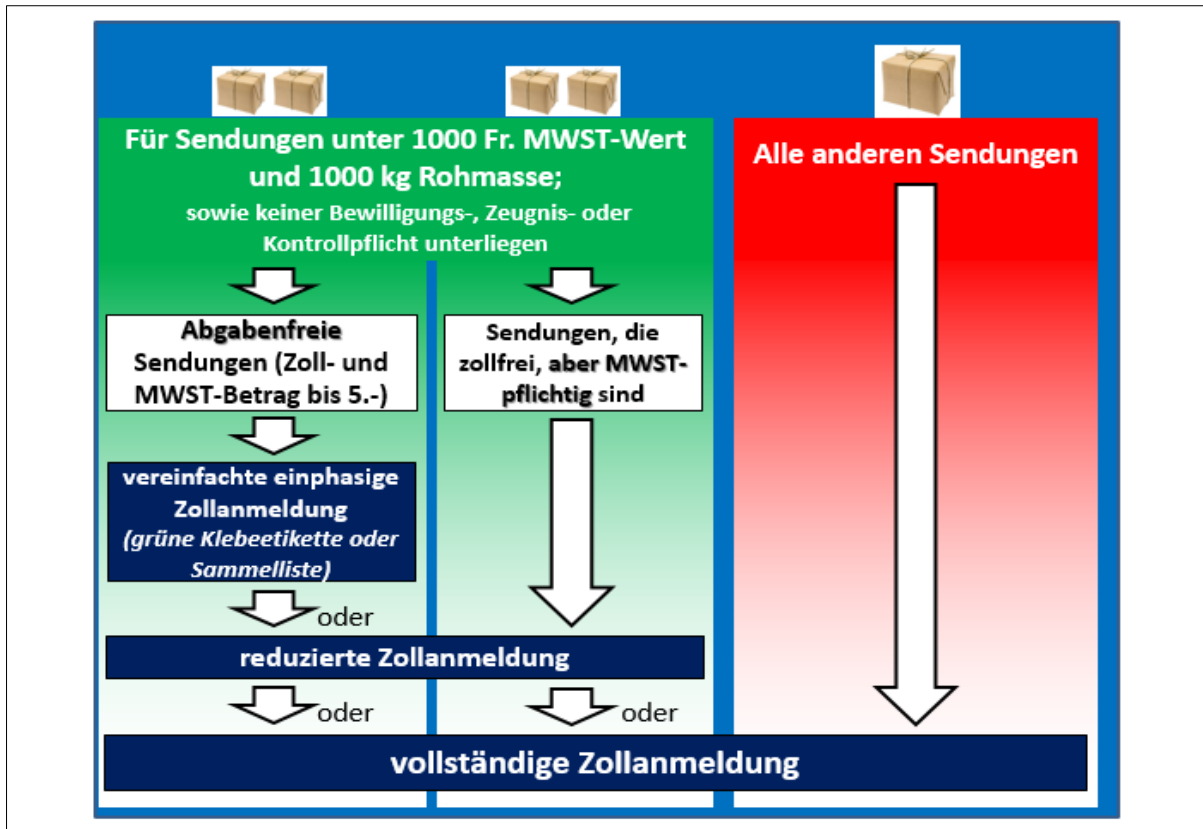 Für Sendungen unter 1000 Fr. MWST-Wert
und 1000 kg Rohmasse;
sowie keiner Bewilligungs-, Zeugnis- oder
Kontrollpflicht unterliegen
Abgabenfreie
Sendungen (Zoll- und
MWST-Betrag bis 5.-)
vereinfachte einphasige
Zollanmeldung
(grüne Klebeetikette oder
Sammelliste)
oder
Sendungen, die
zollfrei, aber MWST-
pflichtig sind
reduzierte Zollanmeldung
oder
oder
Alle anderen Sendungen
vollständige Zollanmeldung